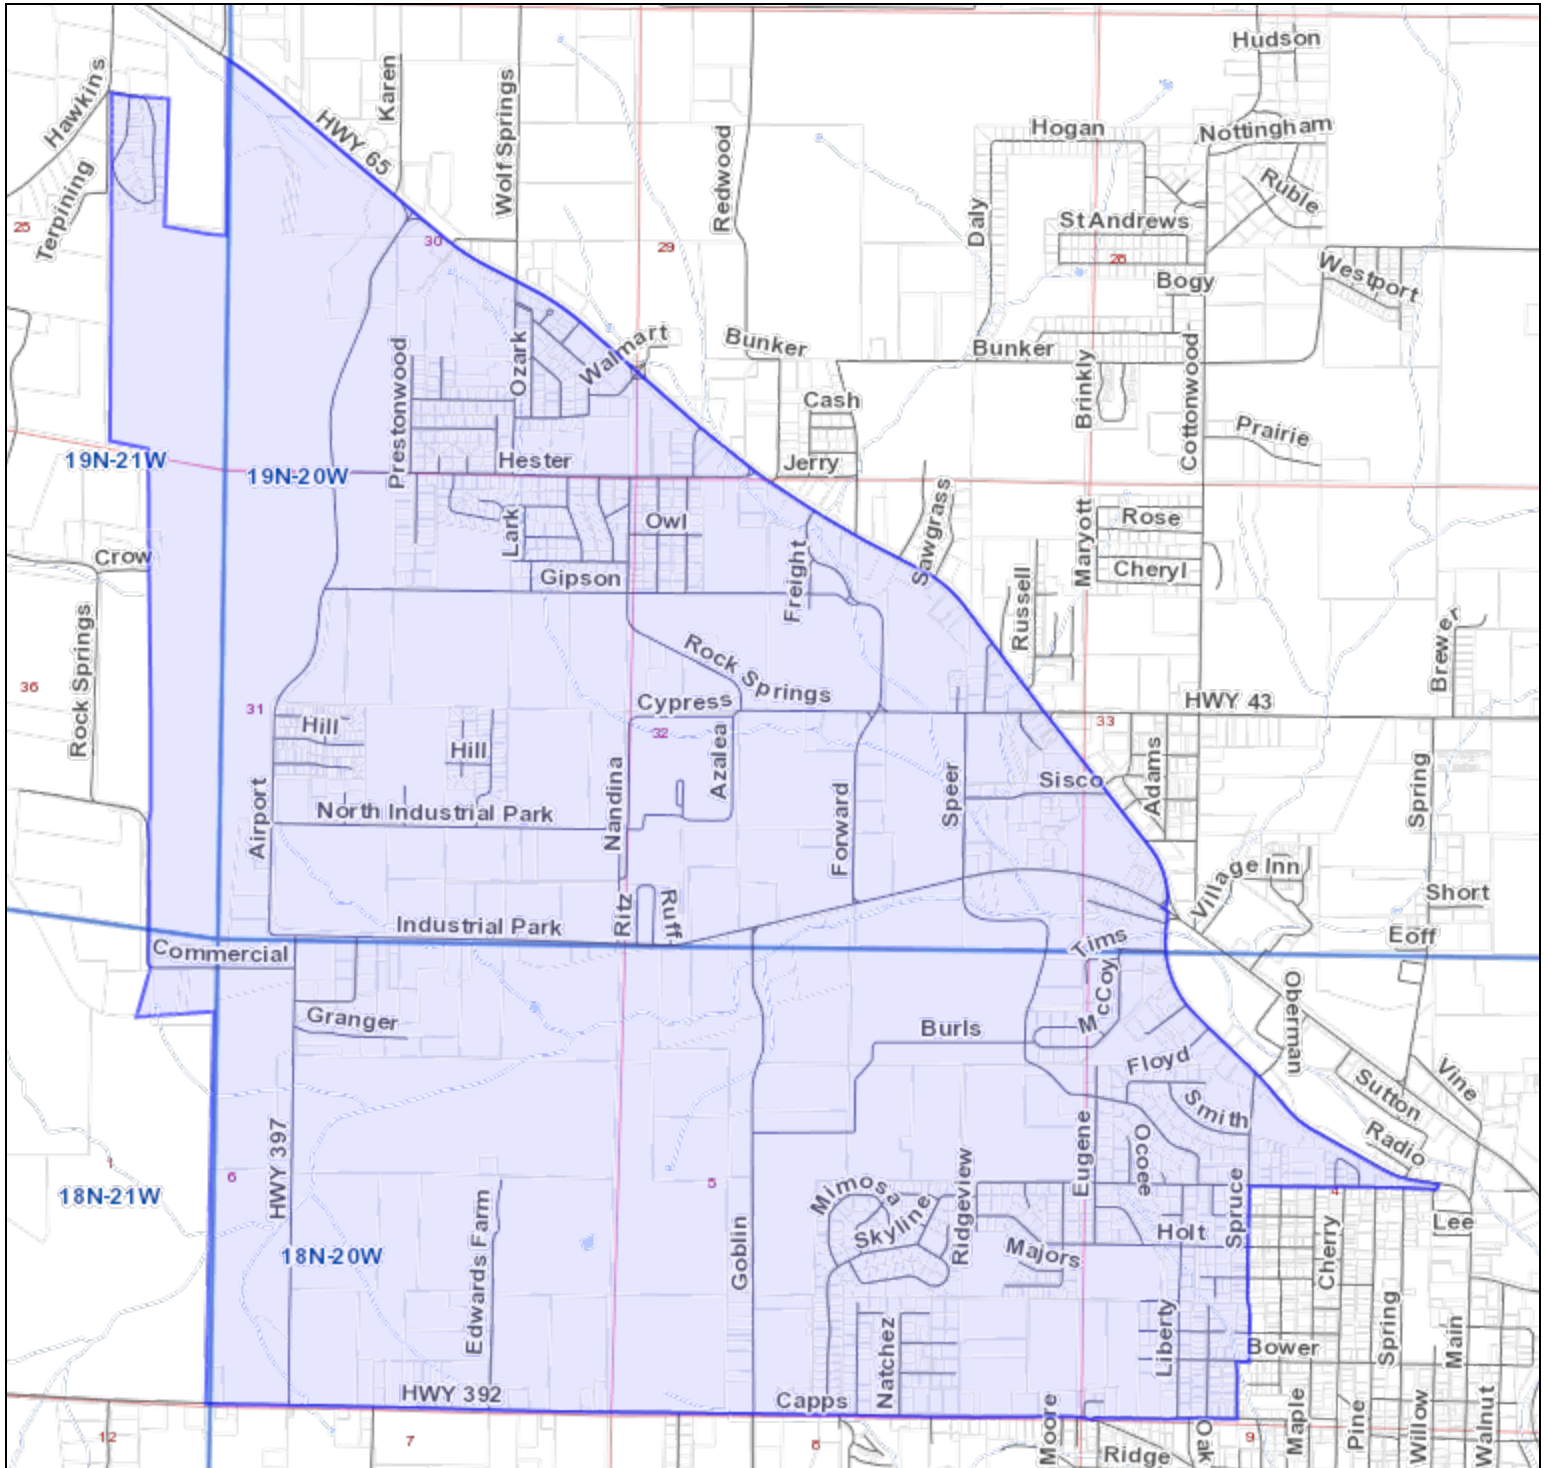 Hudson
Hawkins
Karen
HWY 65
Wolf Springs
Redwood
Hogan
Nottingham
Terpining
Ruble
Daly
St Andrews
25
30
29
28
Bogy
Westport
Prestonwood
Ozark
Walmart
Bunker
Bunker
Brinkly
Cottonwood
Cash
Prairie
19N-21W
19N-20W
Hester
Jerry
Lark
Owl
Sawgrass
Maryott
Rose
Crow
Gipson
Freight
Cheryl
Russell
Rock Springs
Rock Springs
Brewer
36
31
Cypress
HWY 43
Hill
Hill
32
33
Azalea
Nandina
Speer
Sisco
Adams
Spring
Airport
North Industrial Park
Forward
Village Inn
Short
Industrial Park
Ritz
Ruff
Eoff
Commercial
Tims
McCoy
Oberman
Granger
Burls
Floyd
Vine
Smith
Sutton
HWY 397
Eugene
Ocoee
Radio
1
6
5
4
18N-21W
Mimosa
Ridgeview
Spruce
Skyline
Holt
Lee
18N-20W
Edwards Farm
Goblin
Majors
Cherry
Natchez
Liberty
Spring
Main
Bower
HWY 392
Capps
Moore
Maple
Pine
Willow
Walnut
12
7
8
Oak
9
Ridge